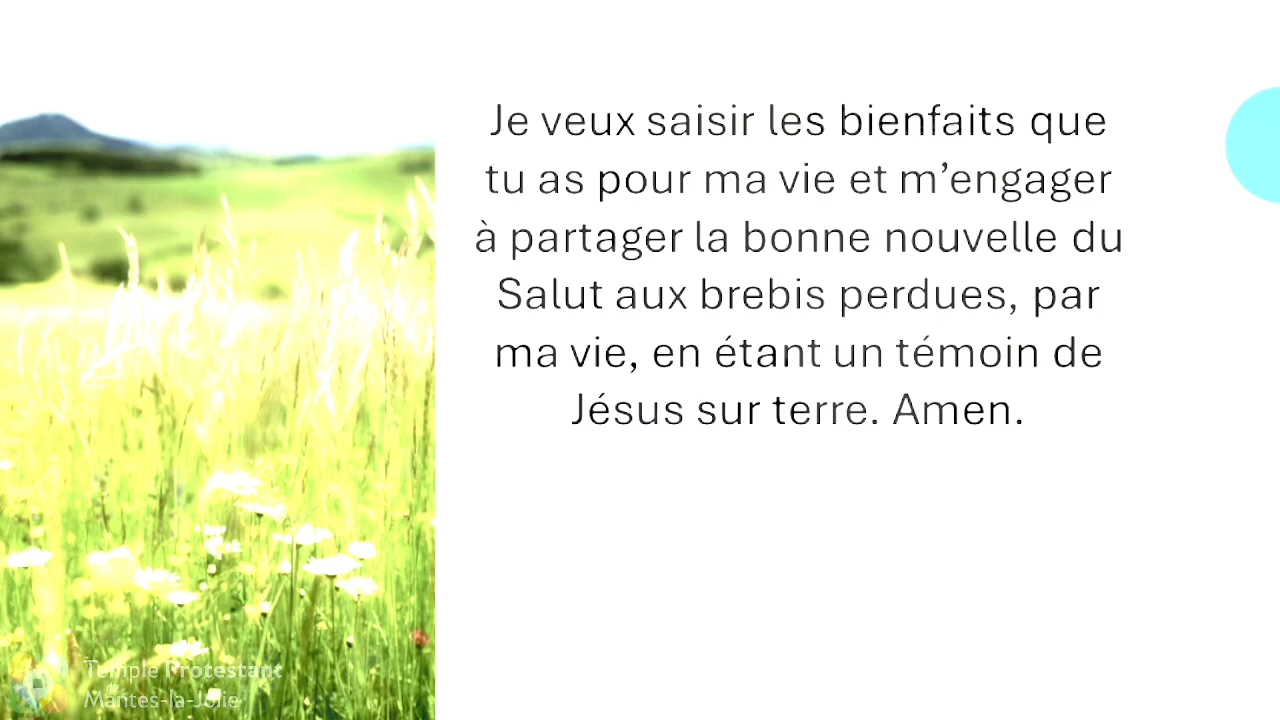 Je veux saisir les bienfaits que
tu as pour ma vie et m’engager
à partager la bonne nouvelle du
Salut aux brebis perdues, par
ma vie, en étant un témoin de
Jésus sur terre. Amen.
Temple Protestant
Mantes-la-Jolie